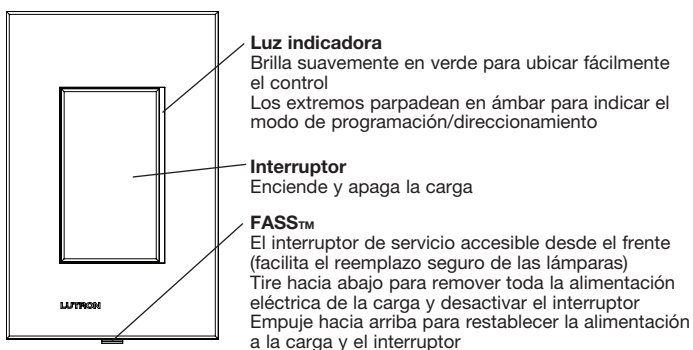 Luz indicadora
Brilla suavemente en verde para ubicar fácilmente
el control
Los extremos parpadean en ámbar para indicar el
modo de programación/direccionamiento
Interruptor
Enciende y apaga la carga
FASS™
El interruptor de servicio accesible desde el frente
(facilita el reemplazo seguro de las lámparas)
Tire hacia abajo para remover toda la alimentación
eléctrica de la carga y desactivar el interruptor
Empuje hacia arriba para restablecer la alimentación
a la carga y el interruptor
LUTRON